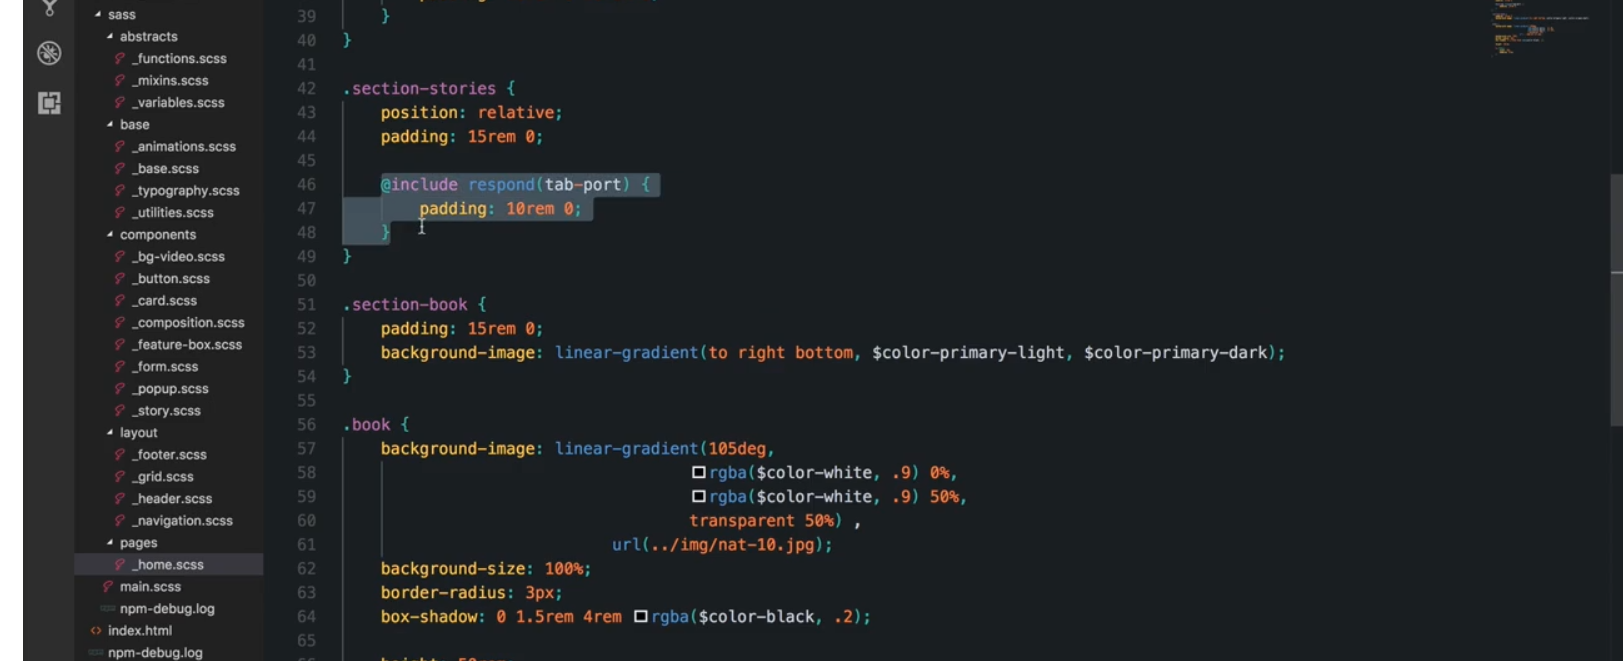 sass
abstracts
_functions.scss
_mixins.scss
_variables.scss
base
_animations.scss
_base.scss
_typography.scss
_utilities.scss
components
_bg-video.scss
_button.scss
_card.scss
_composition.scss
_feature-box.scss
_form.scss
_popup.scss
_story.scss
layout
_footer.scss
_grid.scss
_header.scss
_navigation.scss
pages
_home.scss
main.scss
npm-debug.log
<> index.html
npm-debug.log
39 }
40 }
41
42 .section-stories {
43 position: relative;
44 padding: 15rem 0;
45
46 @include respond(tab-port) {
47 padding: 10rem 0;
48 }
49 }
50
51 .section-book {
52 padding: 15rem 0;
53 background-image: linear-gradient(to right bottom, $color-primary-light, $color-primary-dark);
54 }
55
56 .book {
57 background-image: linear-gradient(105deg,
58 rgba($color-white, .9) 0%,
59 rgba($color-white, .9) 50%,
60 transparent 50%) ,
61 url(../img/nat-10.jpg);
62 background-size: 100%;
63 border-radius: 3px;
64 box-shadow: 0 1.5rem 4rem rgba($color-black, .2);
65